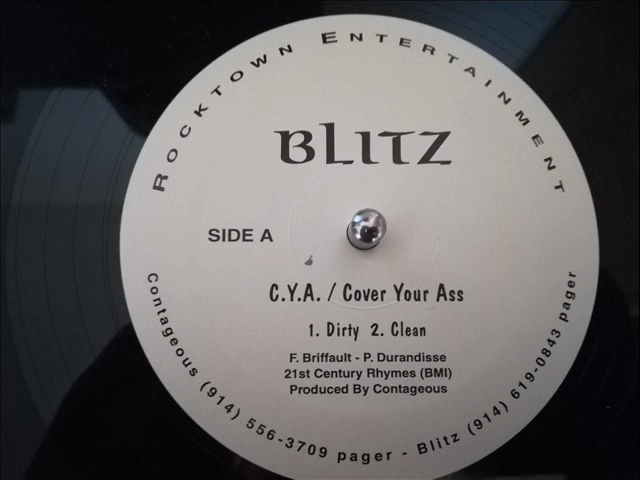 Rocktown Entertainment
BLITZ
SIDE A
C.Y.A. / Cover Your Ass
1. Dirty 2. Clean
F. Briffault - P. Durandisse
21st Century Rhymes (BMI)
Produced By Contageous
Contageous (914) 556-3709 pager - Blitz (914) 619-0843 pager